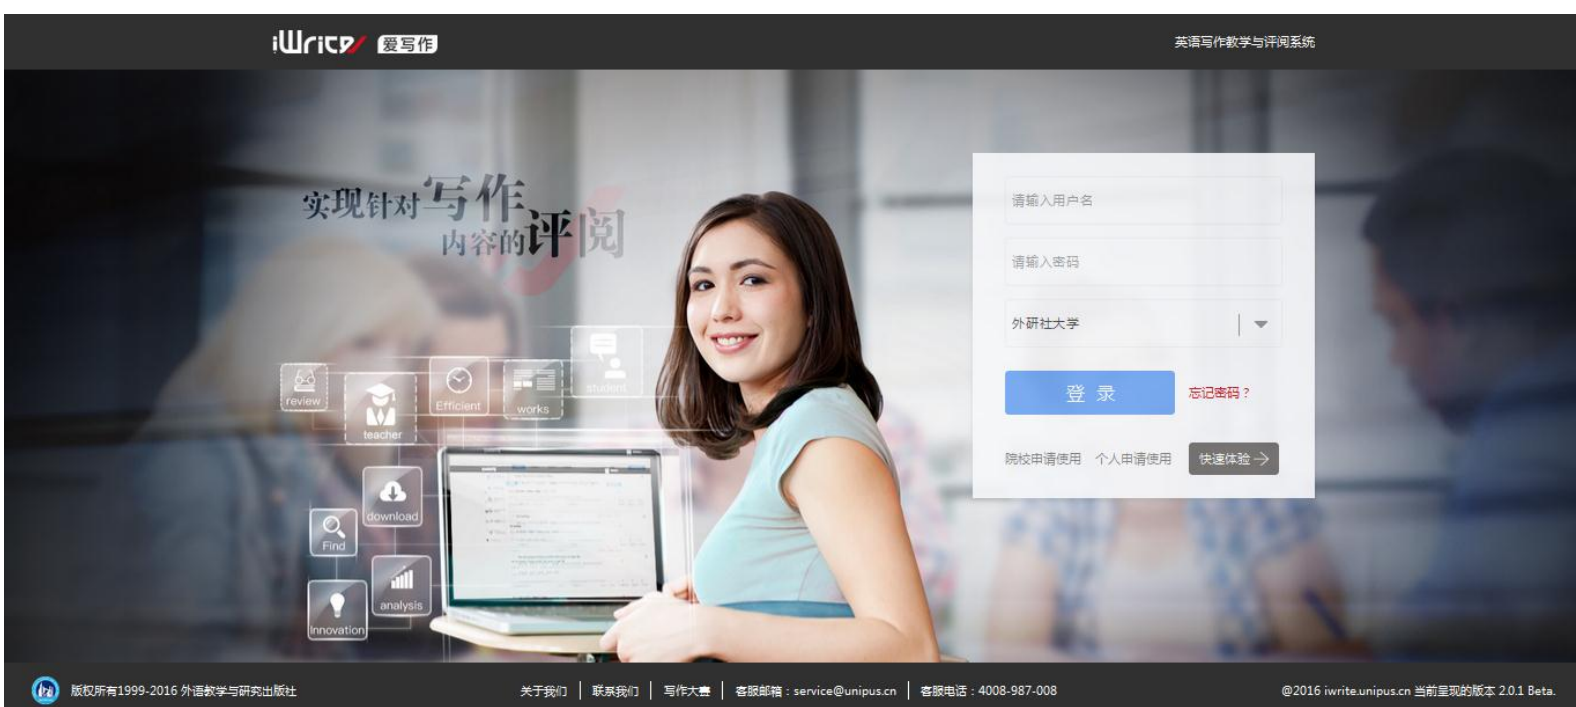 iWrite 爱写作
英语写作教学与评阅系统
实现针对写作
内容的评阅
请输入用户名
请输入密码
外研社大学
登 录
忘记密码？
院校申请使用 个人申请使用 快速体验
review
teacher
Efficient
works
student
download
Find
analysis
Innovation
版权所有1999-2016 外语教学与研究出版社
关于我们 | 联系我们 | 写作大赛 | 客服邮箱：service@unipus.cn | 客服电话：4008-987-008
@2016 iwrite.unipus.cn 当前呈现的版本 2.0.1 Beta.